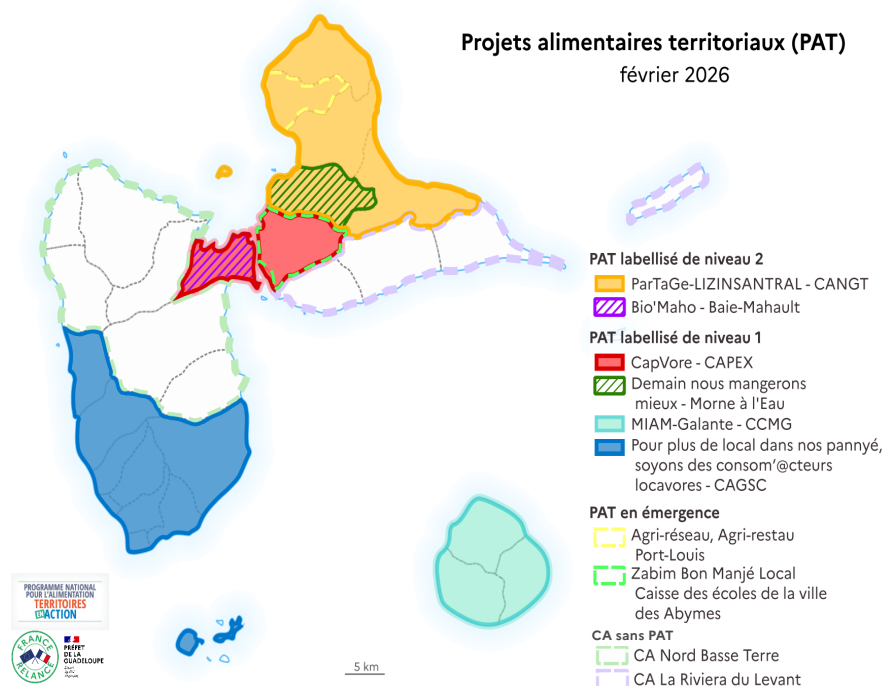 Projets alimentaires territoriaux (PAT)
février 2026
PAT labellisé de niveau 2
ParTaGe-LIZINSANTRAL - CANGT
Bio'Maho - Baie-Mahault
PAT labellisé de niveau 1
CapVore - CAPEX
Demain nous mangerons
mieux - Morne à l'Eau
MIAM-Galante - CCMG
Pour plus de local dans nos pannyé,
soyons des consom'@cteurs
locavores - CAGSC
PAT en émergence
Agri-réseau, Agri-restau
Port-Louis
Zabim Bon Manjé Local
Caisse des écoles de la ville
des Abymes
CA sans PAT
CA Nord Basse Terre
CA La Riviera du Levant
5 km
PROGRAMME NATIONAL
POUR L'ALIMENTATION
TERRITOIRES
EN ACTION
FRANCE
RELANCE
PRÉFET
DE LA
GUADELOUPE